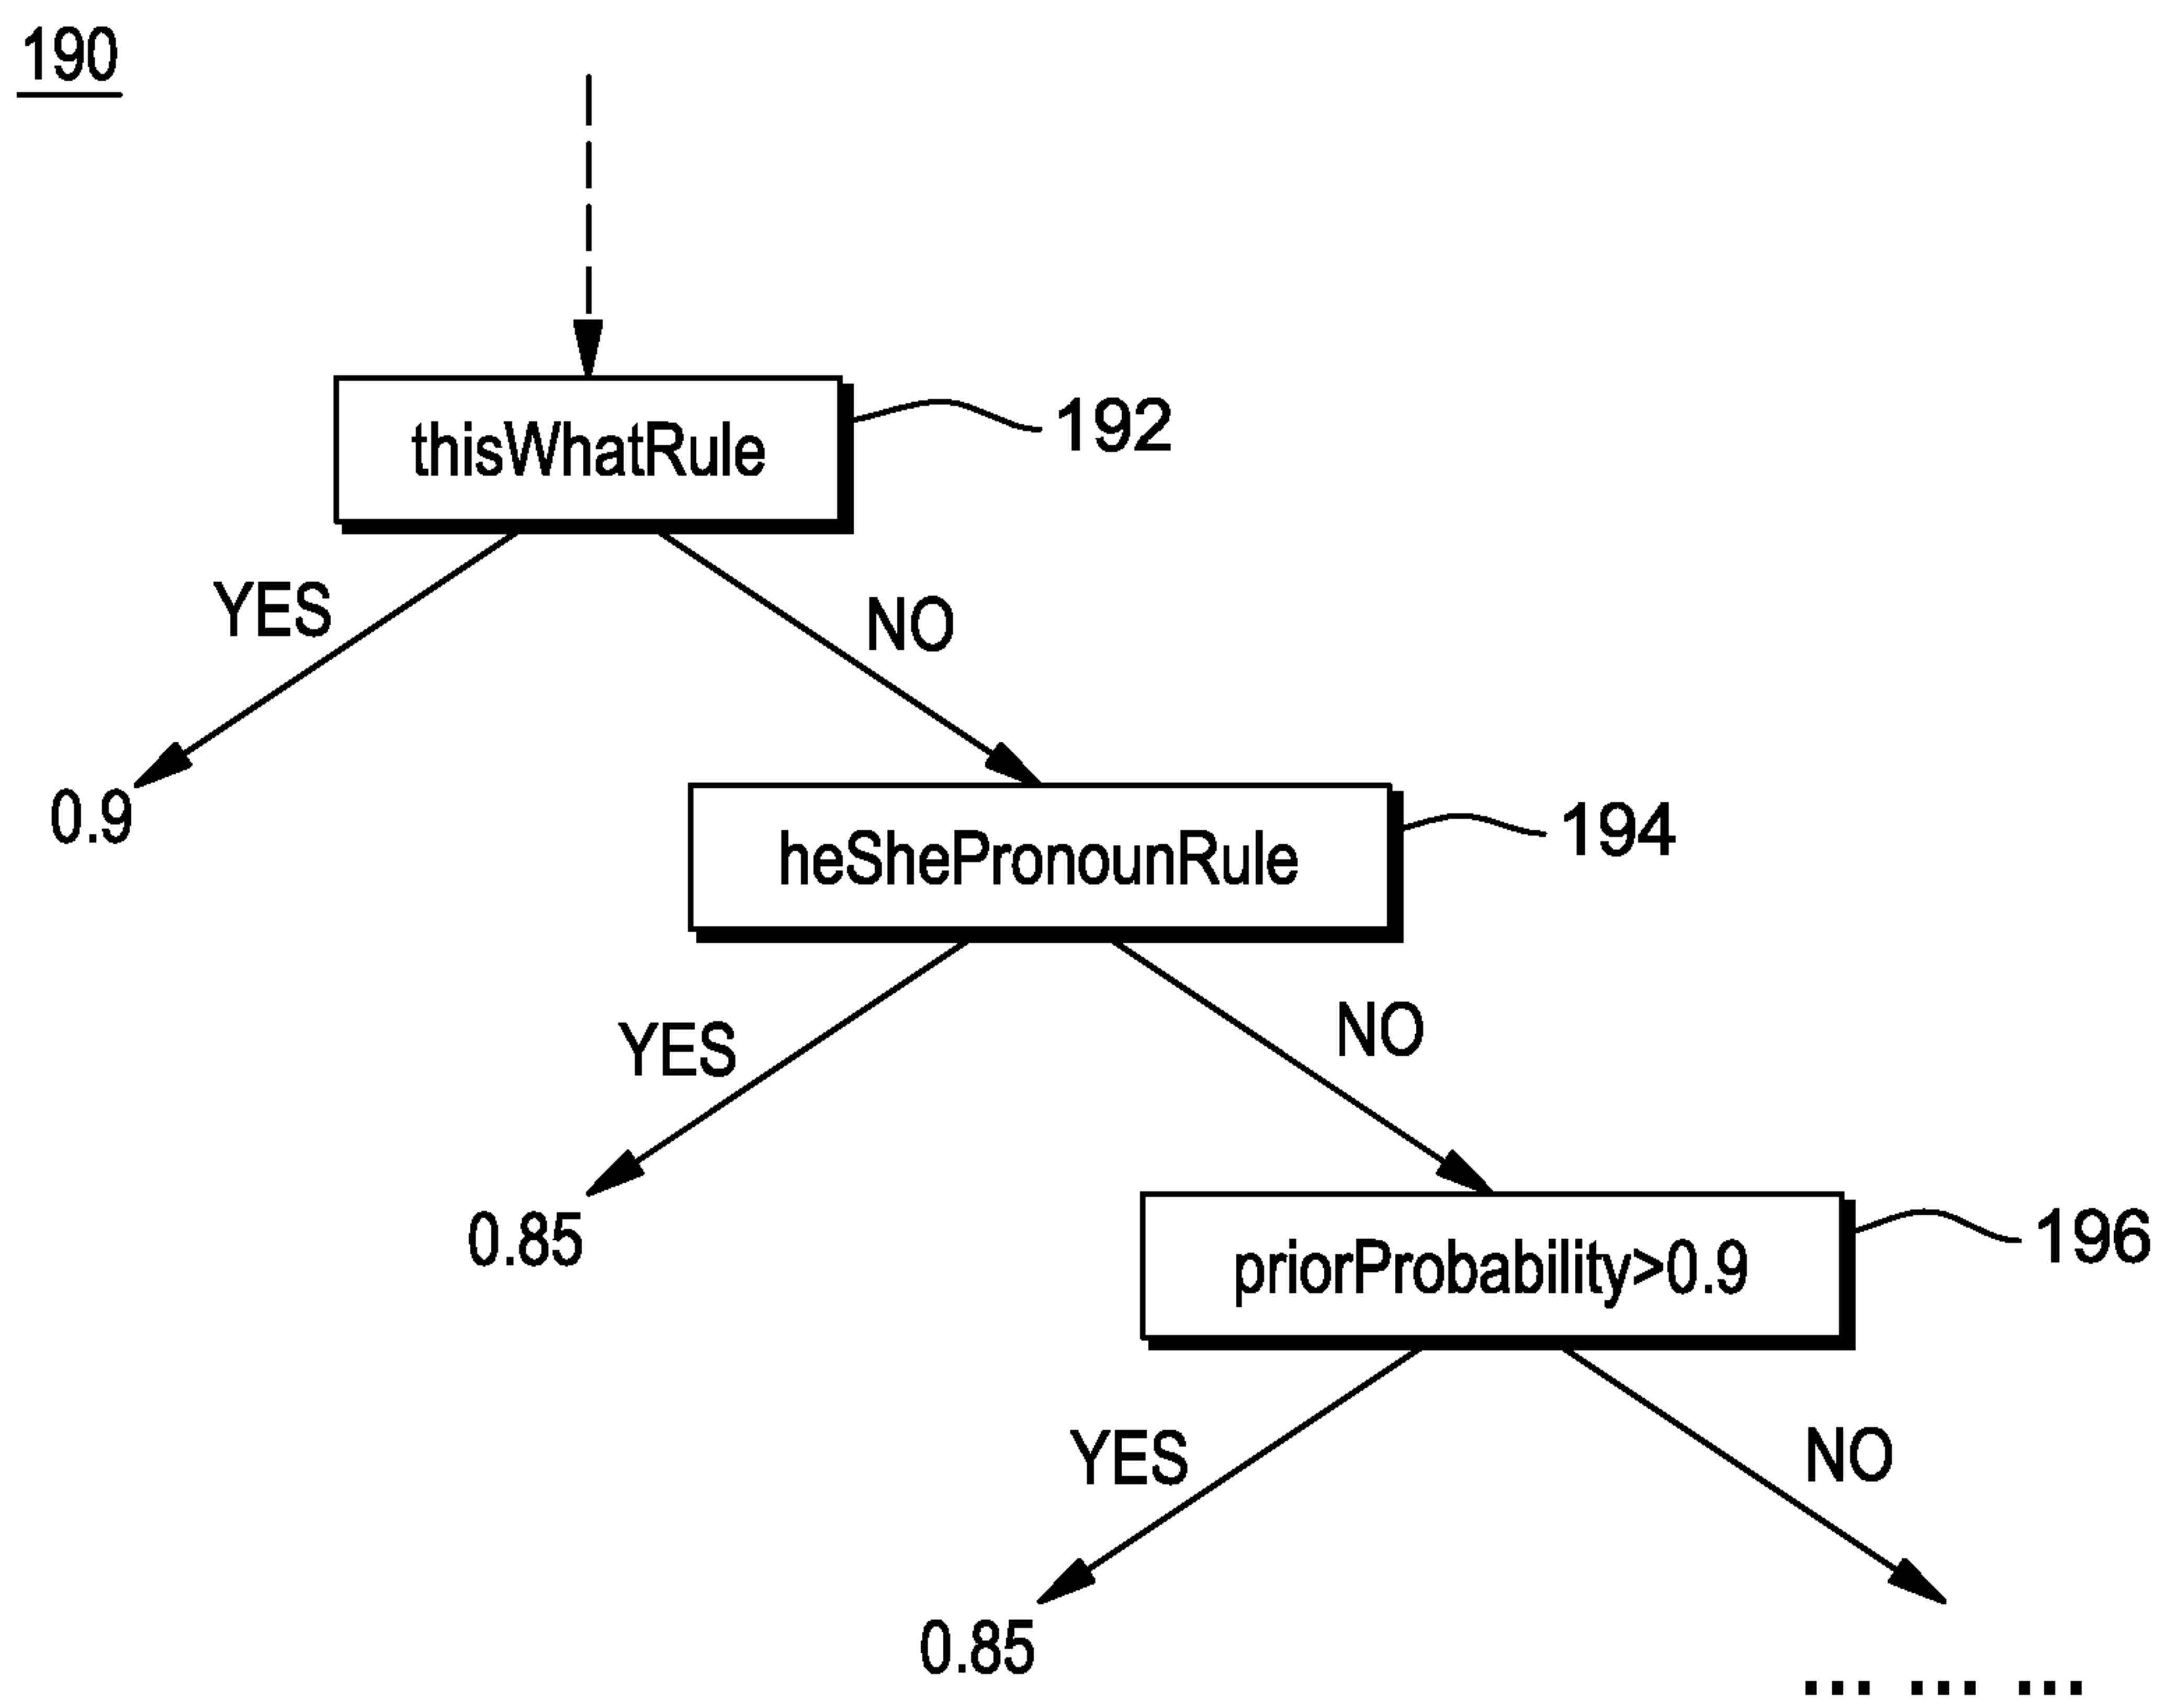 190
thisWhatRule
192
YES
NO
0.9
heShePronounRule
194
YES
NO
0.85
priorProbability>0.9
196
YES
NO
0.85
... ... ...